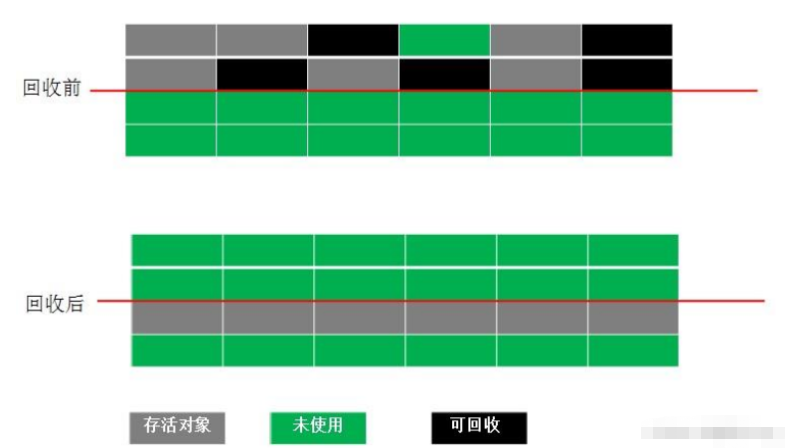 回收前
回收后
存活对象
未使用
可回收